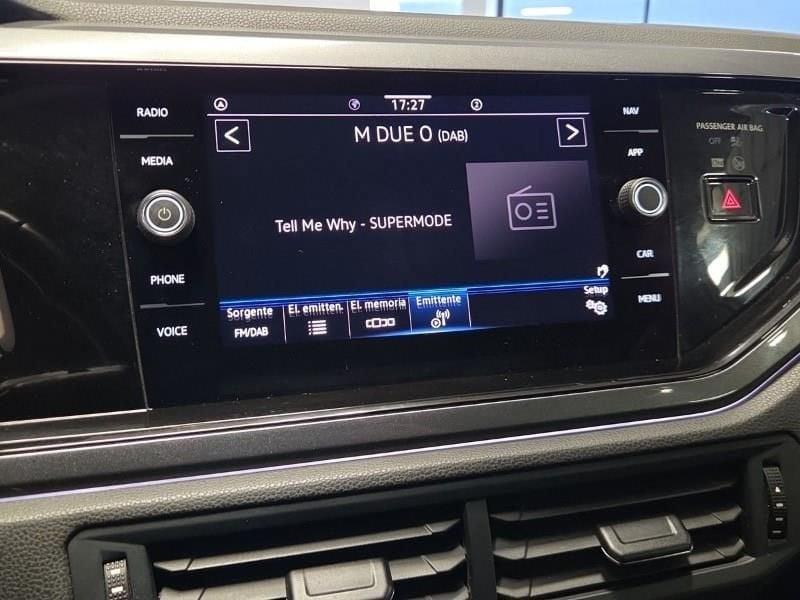 RADIO
MEDIA
PHONE
VOICE
17:27
2
M DUE O (DAB)
Tell Me Why - SUPERMODE
Sorgente
FM/DAB
El. emitten.
El. memoria
Emittente
Setup
NAV
APP
CAR
MENU
PASSENGER AIR BAG
OFF